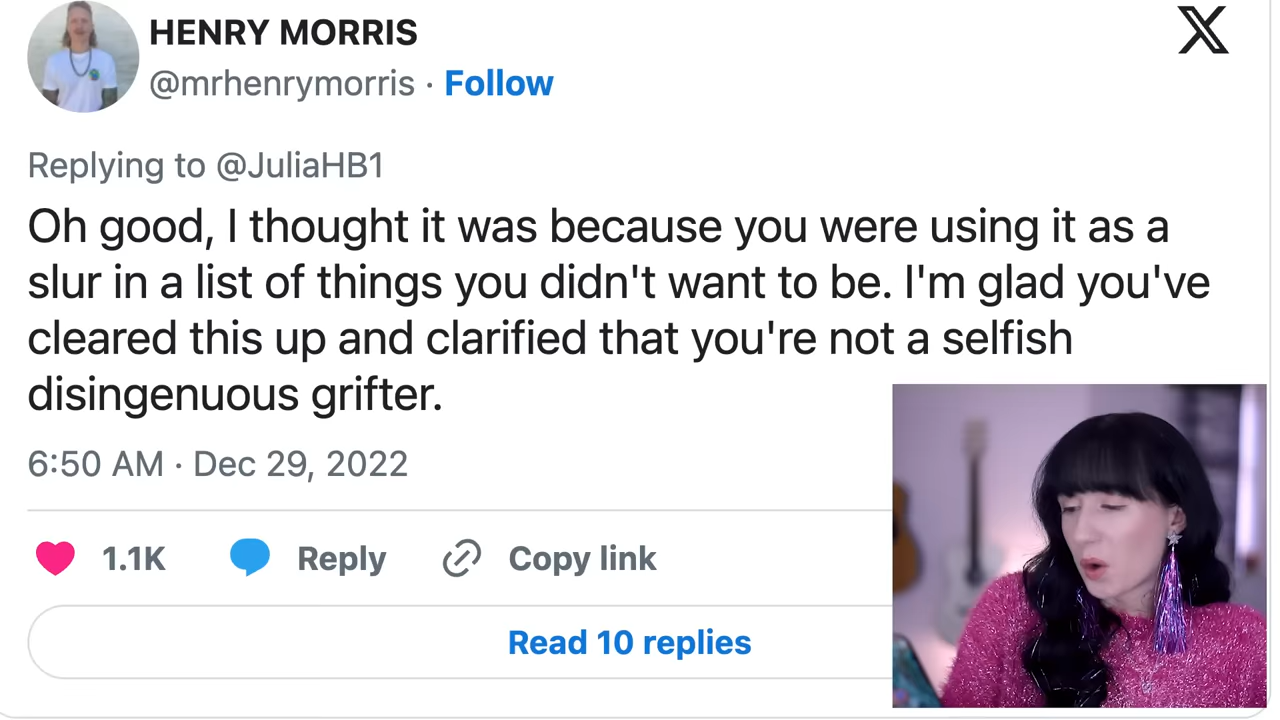 HENRY MORRIS
@mrhenrymorris · Follow
Replying to @JuliaHB1
Oh good, I thought it was because you were using it as a
slur in a list of things you didn't want to be. I'm glad you've
cleared this up and clarified that you're not a selfish
disingenuous grifter.
6:50 AM · Dec 29, 2022
1.1K Reply Copy link
Read 10 replies